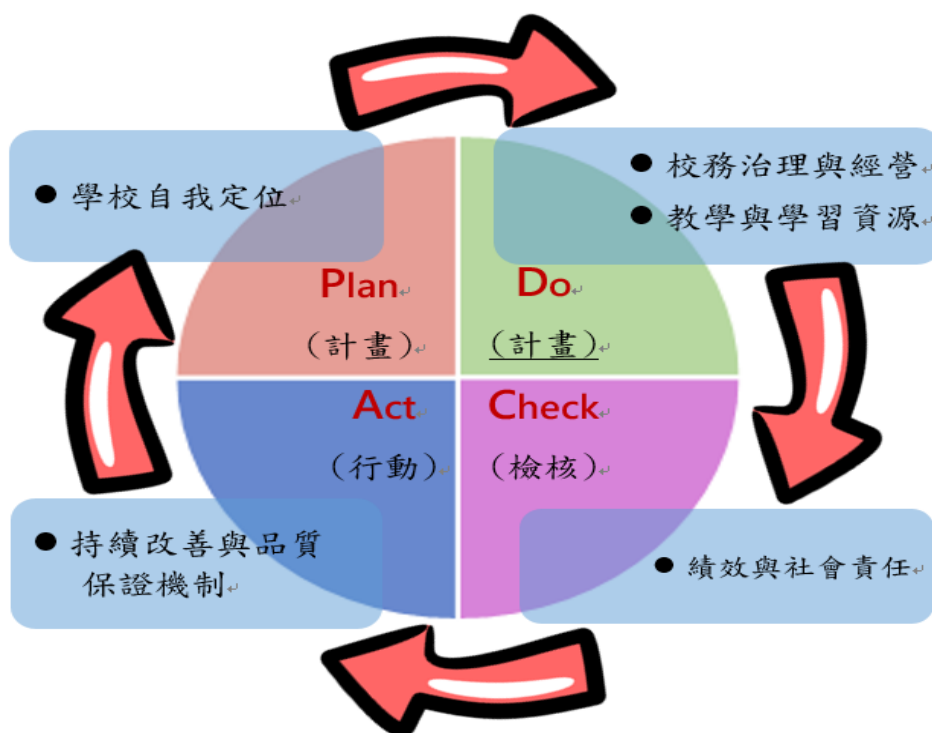 ● 學校自我定位
● 校務治理與經營
● 教學與學習資源
Plan
(計畫)
Do
(計畫)
Act
(行動)
Check
(檢核)
● 持續改善與品質
保證機制
● 績效與社會責任